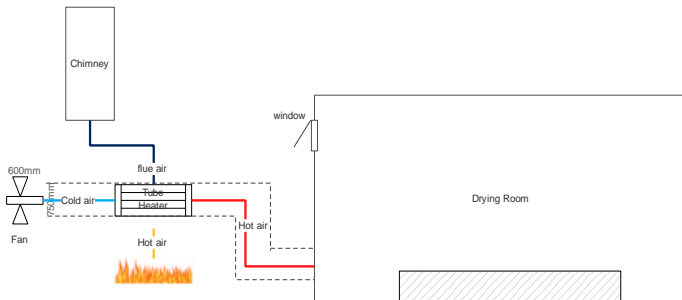 Chimney
window
flue air
600mm
750mm
Cold air
Tube
Heater
Drying Room
Hot air
Fan
Hot air